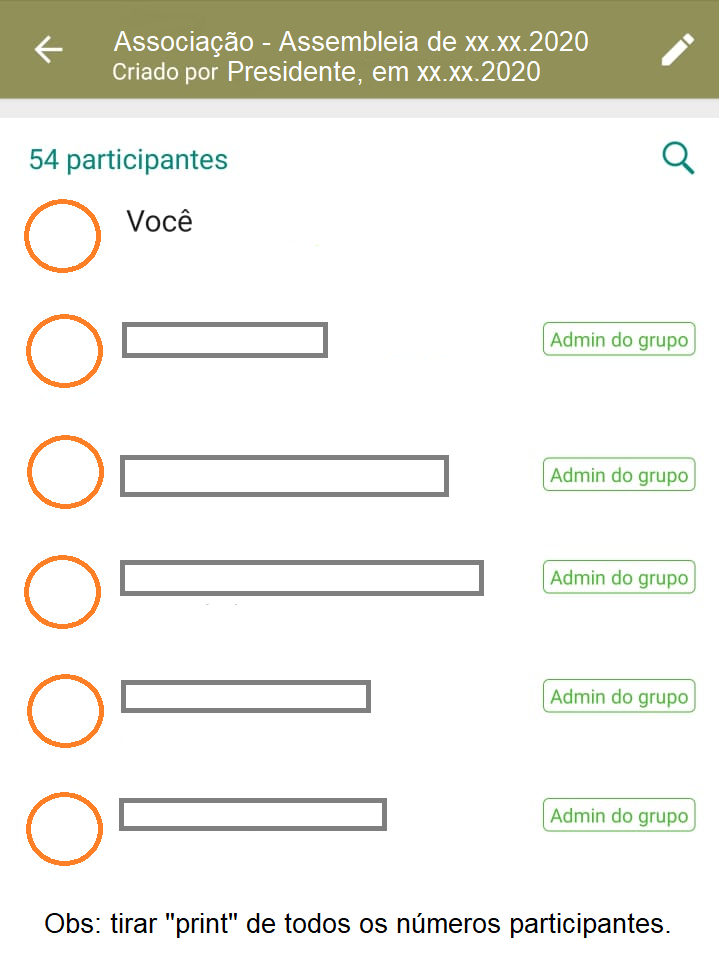 Associação - Assembleia de xx.xx.2020
Criado por Presidente, em xx.xx.2020
54 participantes
Você
Admin do grupo
Admin do grupo
Admin do grupo
Admin do grupo
Admin do grupo
Obs: tirar "print" de todos os números participantes.